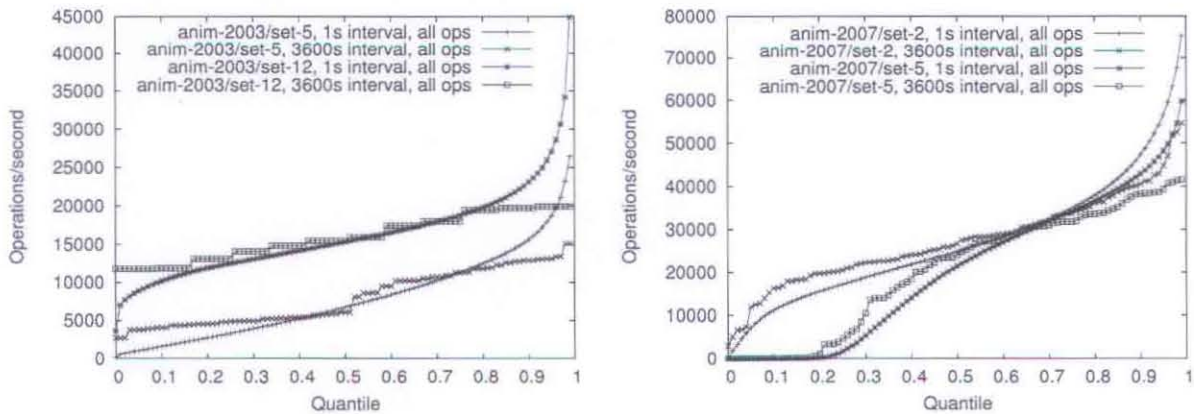 45000
40000
35000
30000
25000
20000
15000
10000
5000
0
Operations/second
anim-2003/set-5, 1s interval, all ops
anim-2003/set-5, 3600s interval, all ops
anim-2003/set-12, 1s interval, all ops
anim-2003/set-12, 3600s interval, all ops
0 0.1 0.2 0.3 0.4 0.5 0.6 0.7 0.8 0.9 1
Quantile
80000
70000
60000
50000
40000
30000
20000
10000
0
Operations/second
anim-2007/set-2, 1s interval, all ops
anim-2007/set-2, 3600s interval, all ops
anim-2007/set-5, 1s interval, all ops
anim-2007/set-5, 3600s interval, all ops
0 0.1 0.2 0.3 0.4 0.5 0.6 0.7 0.8 0.9 1
Quantile